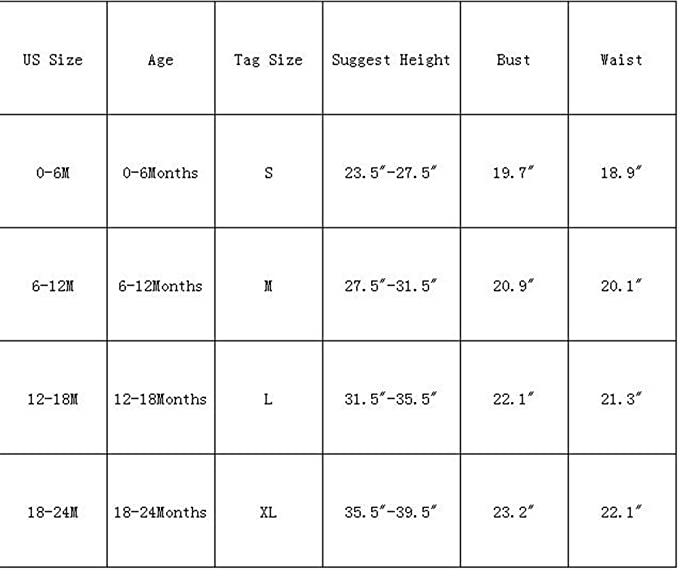 US Size Age Tag Size Suggest Height Bust Waist
0-6M 0-6Months S 23.5"-27.5" 19.7" 18.9"
6-12M 6-12Months M 27.5"-31.5" 20.9" 20.1"
12-18M 12-18Months L 31.5"-35.5" 22.1" 21.3"
18-24M 18-24Months XL 35.5"-39.5" 23.2" 22.1"